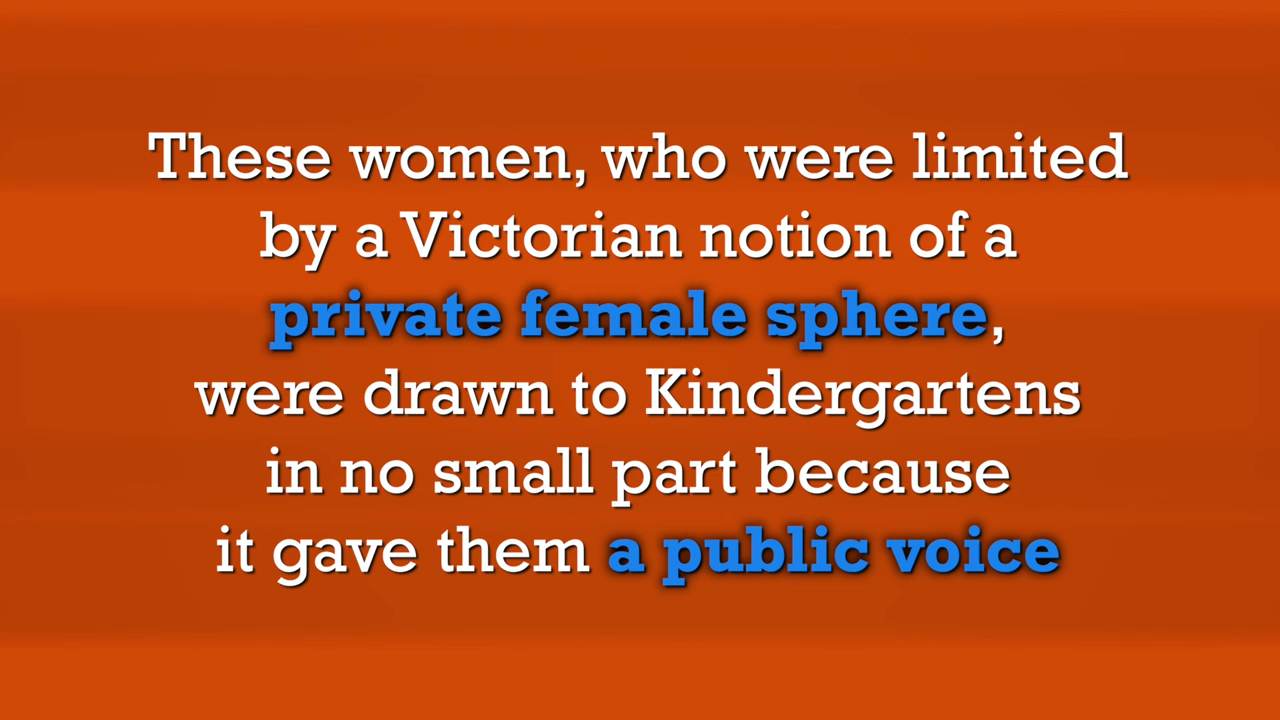 These women, who were limited
by a Victorian notion of a
private female sphere,
were drawn to Kindergartens
in no small part because
it gave them a public voice